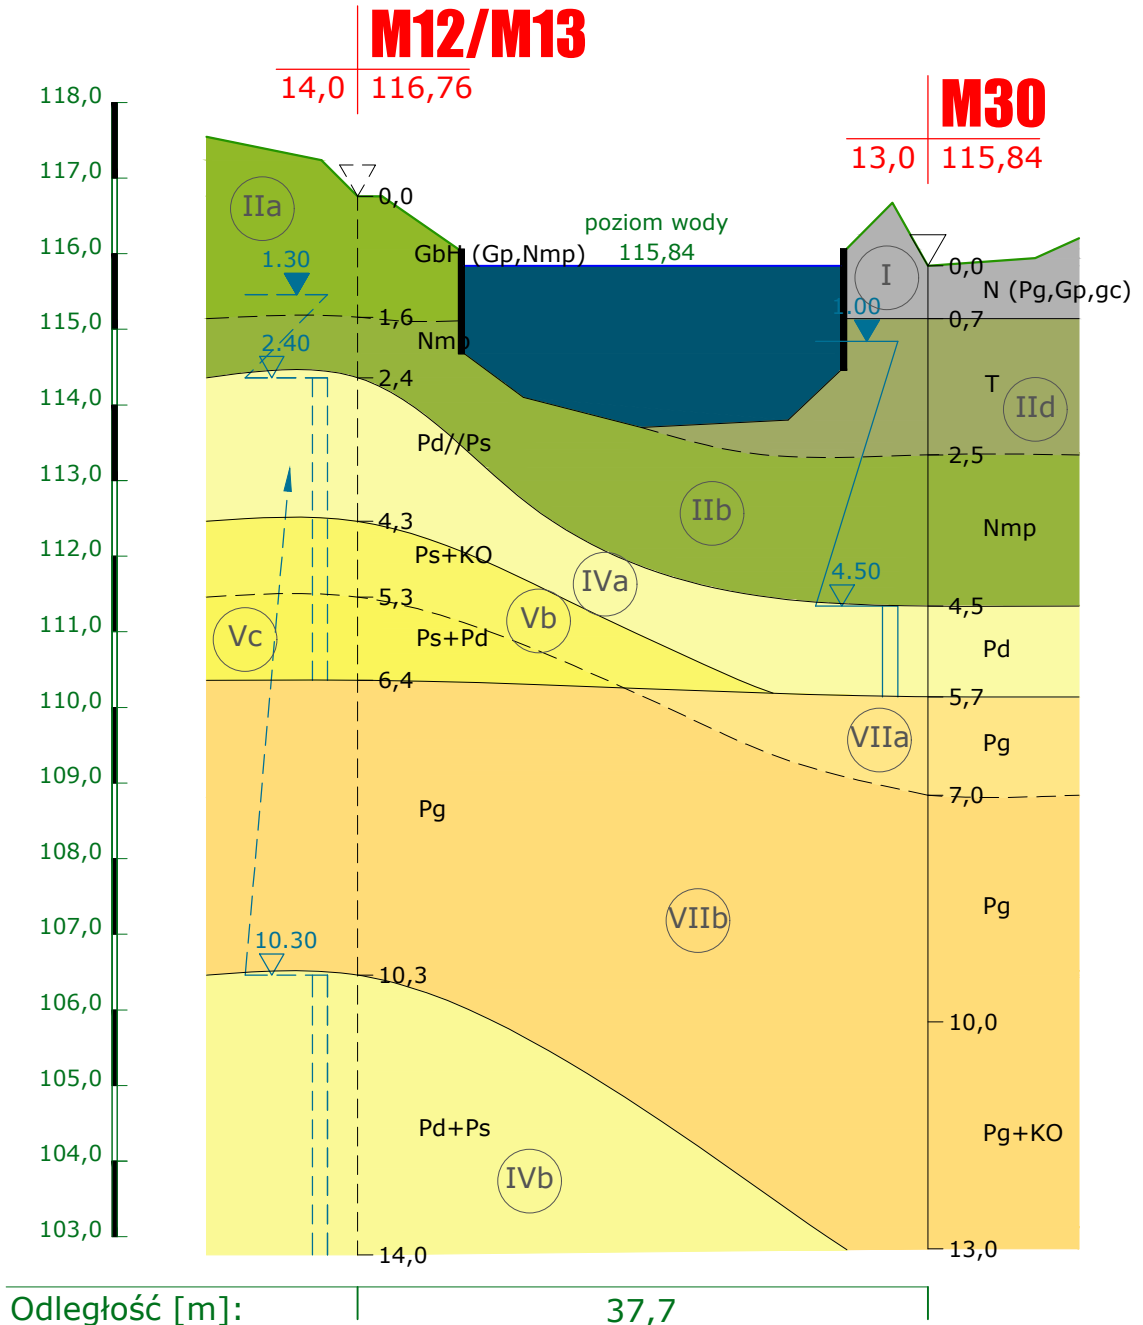 M12/M13
14,0 116,76
M30
13,0 115,84
118,0
117,0
116,0
115,0
114,0
113,0
112,0
111,0
110,0
109,0
108,0
107,0
106,0
105,0
104,0
103,0
IIa
0,0
GbH (Gp,Nmp)
1.30
1,6
Nmp
2.40
2,4
Pd//Ps
4,3
Ps+KO
5,3
Vc
Ps+Pd
6,4
Pg
10.30
10,3
Pd+Ps
IVb
14,0
poziom wody
115,84
IIb
IVa
Vb
VIIa
VIIb
I
0,0
N (Pg,Gp,gc)
1.00
0,7
T
IId
2,5
Nmp
4.50
4,5
Pd
5,7
Pg
7,0
Pg
10,0
Pg+KO
13,0
Odległość [m]:
37,7